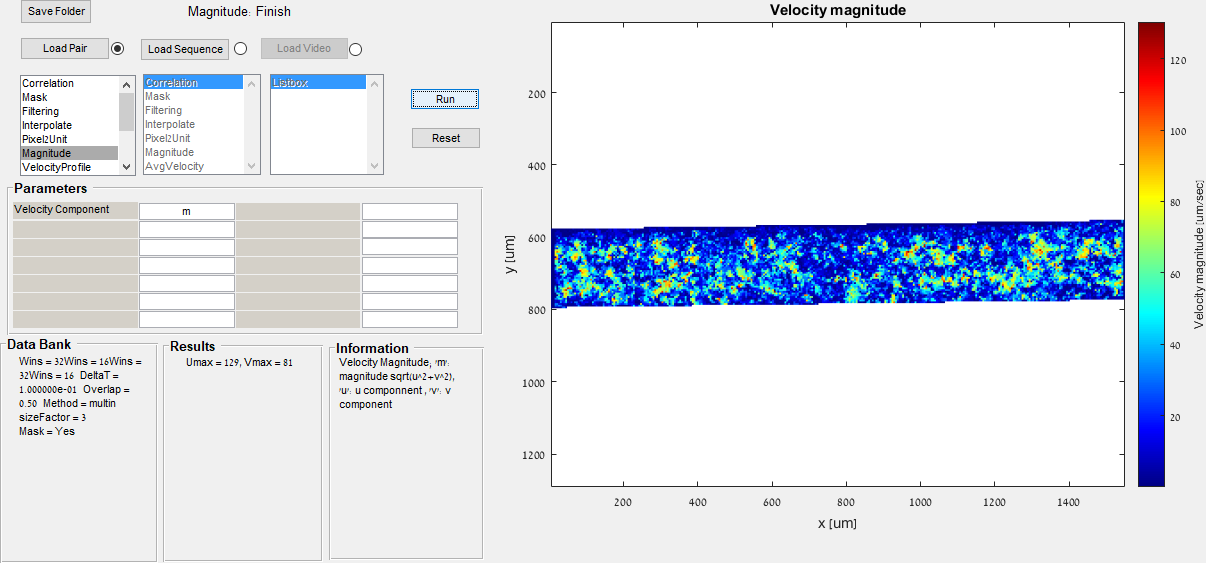 Save Folder
Magnitude: Finish
Load Pair
Load Sequence
Load Video
Correlation
Mask
Filtering
Interpolate
Pixel2Unit
Magnitude
VelocityProfile
Correlation
Mask
Filtering
Interpolate
Pixel2Unit
Magnitude
AvgVelocity
Listbox
Run
Reset
Parameters
Velocity Component
m
Data Bank
Wins = 32Wins = 16Wins =
32Wins = 16 DeltaT =
1.000000e-01 Overlap =
0.50 Method = multin
sizeFactor = 3
Mask = Yes
Results
Umax = 129, Vmax = 81
Information
Velocity Magnitude, 'm':
magnitude sqrt(u^2+v^2),
'u': u componnent , 'v': v
component
Velocity magnitude
200
400
600
800
1000
1200
y [um]
200
400
600
800
1000
1200
1400
x [um]
120
100
80
60
40
20
Velocity magnitude [um/sec]